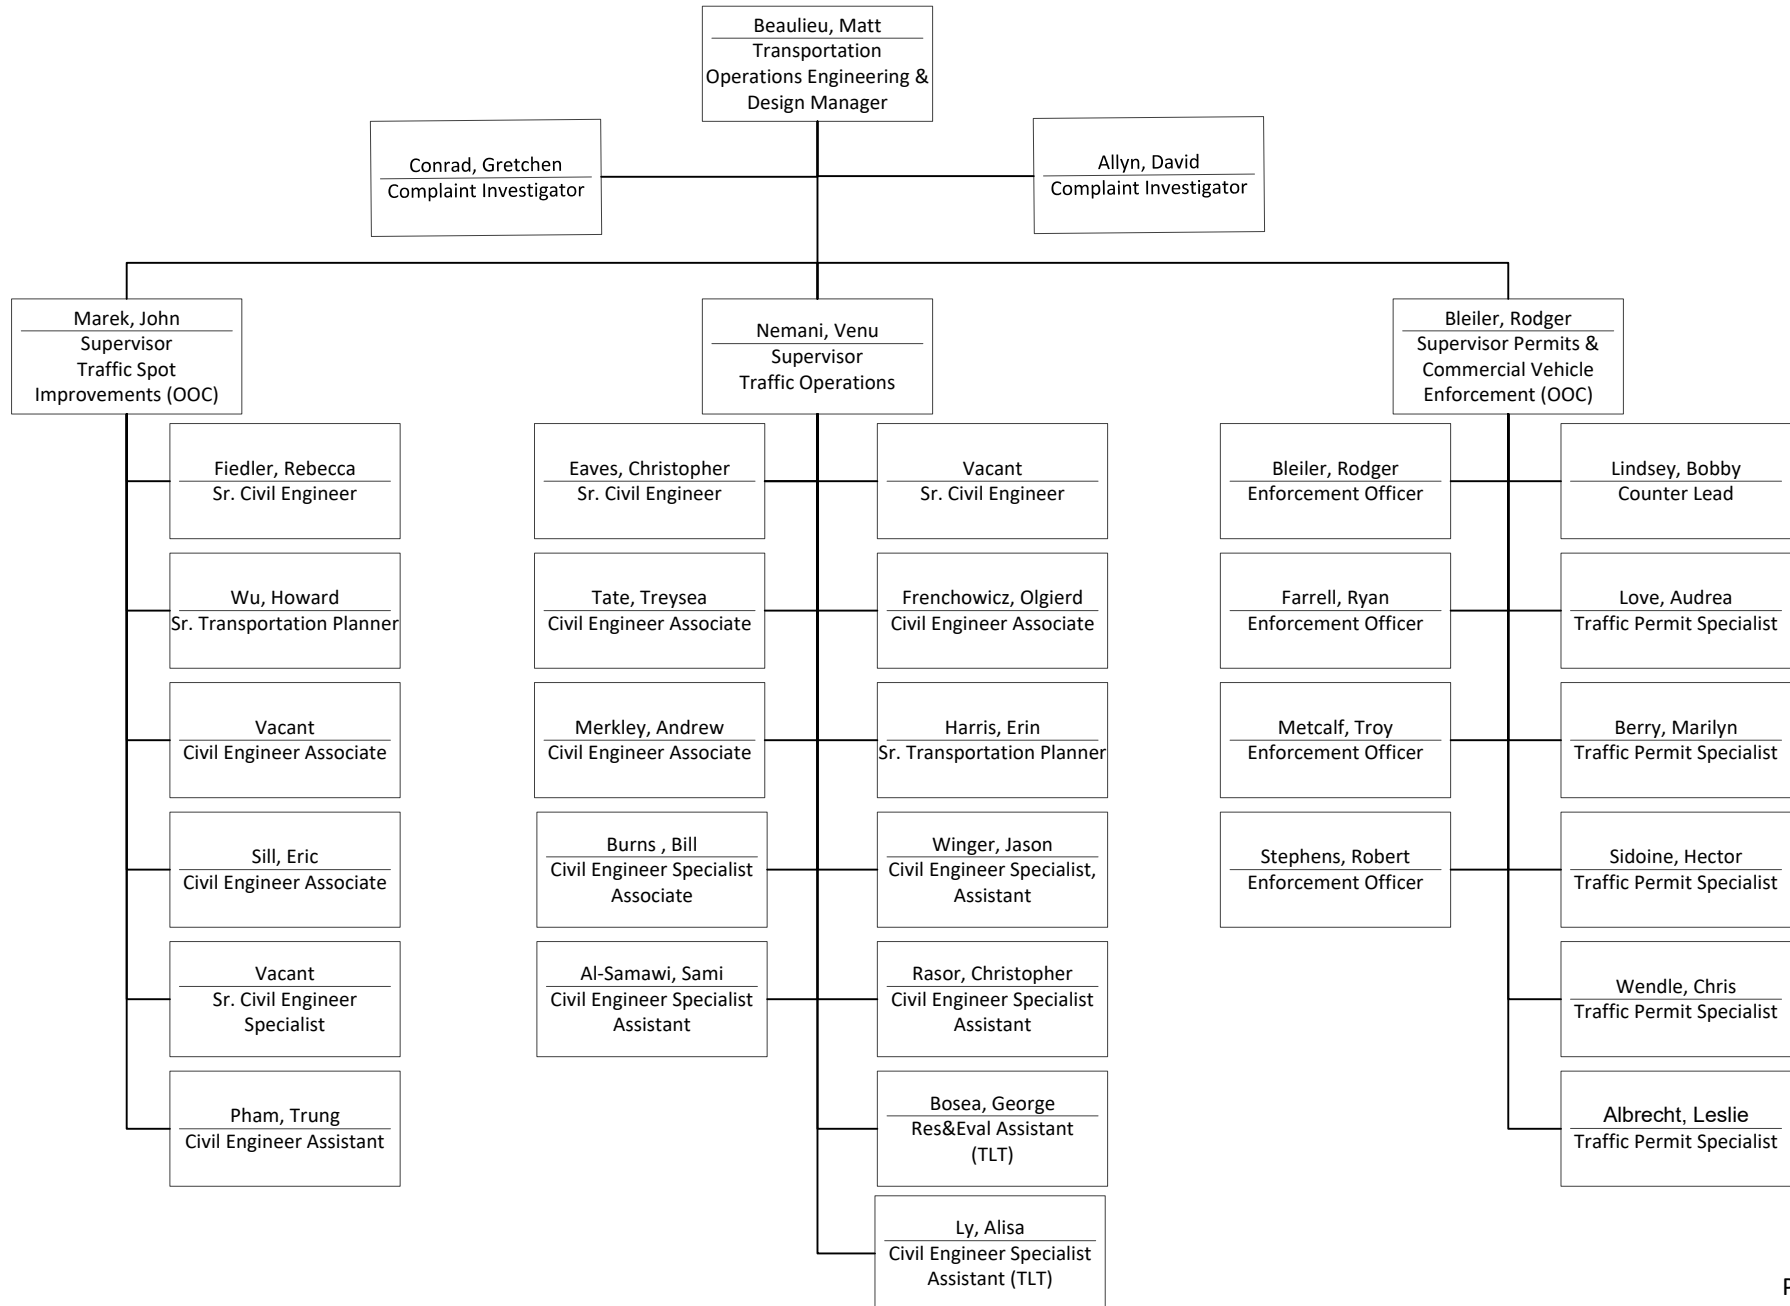 Beaulieu, Matt
Transportation
Operations Engineering &
Design Manager
Conrad, Gretchen
Complaint Investigator
Allyn, David
Complaint Investigator
Marek, John
Supervisor
Traffic Spot
Improvements (OOC)
Nemani, Venu
Supervisor
Traffic Operations
Bleiler, Rodger
Supervisor Permits &
Commercial Vehicle
Enforcement (OOC)
Fiedler, Rebecca
Sr. Civil Engineer
Eaves, Christopher
Sr. Civil Engineer
Vacant
Sr. Civil Engineer
Bleiler, Rodger
Enforcement Officer
Lindsey, Bobby
Counter Lead
Wu, Howard
Sr. Transportation Planner
Tate, Treysea
Civil Engineer Associate
Frenchowicz, Olgierd
Civil Engineer Associate
Farrell, Ryan
Enforcement Officer
Love, Audrea
Traffic Permit Specialist
Vacant
Civil Engineer Associate
Merkley, Andrew
Civil Engineer Associate
Harris, Erin
Sr. Transportation Planner
Metcalf, Troy
Enforcement Officer
Berry, Marilyn
Traffic Permit Specialist
Sill, Eric
Civil Engineer Associate
Burns , Bill
Civil Engineer Specialist
Associate
Winger, Jason
Civil Engineer Specialist,
Assistant
Stephens, Robert
Enforcement Officer
Sidoine, Hector
Traffic Permit Specialist
Vacant
Sr. Civil Engineer
Specialist
Al-Samawi, Sami
Civil Engineer Specialist
Assistant
Rasor, Christopher
Civil Engineer Specialist
Assistant
Wendle, Chris
Traffic Permit Specialist
Pham, Trung
Civil Engineer Assistant
Bosea, George
Res&Eval Assistant
(TLT)
Albrecht, Leslie
Traffic Permit Specialist
Ly, Alisa
Civil Engineer Specialist
Assistant (TLT)